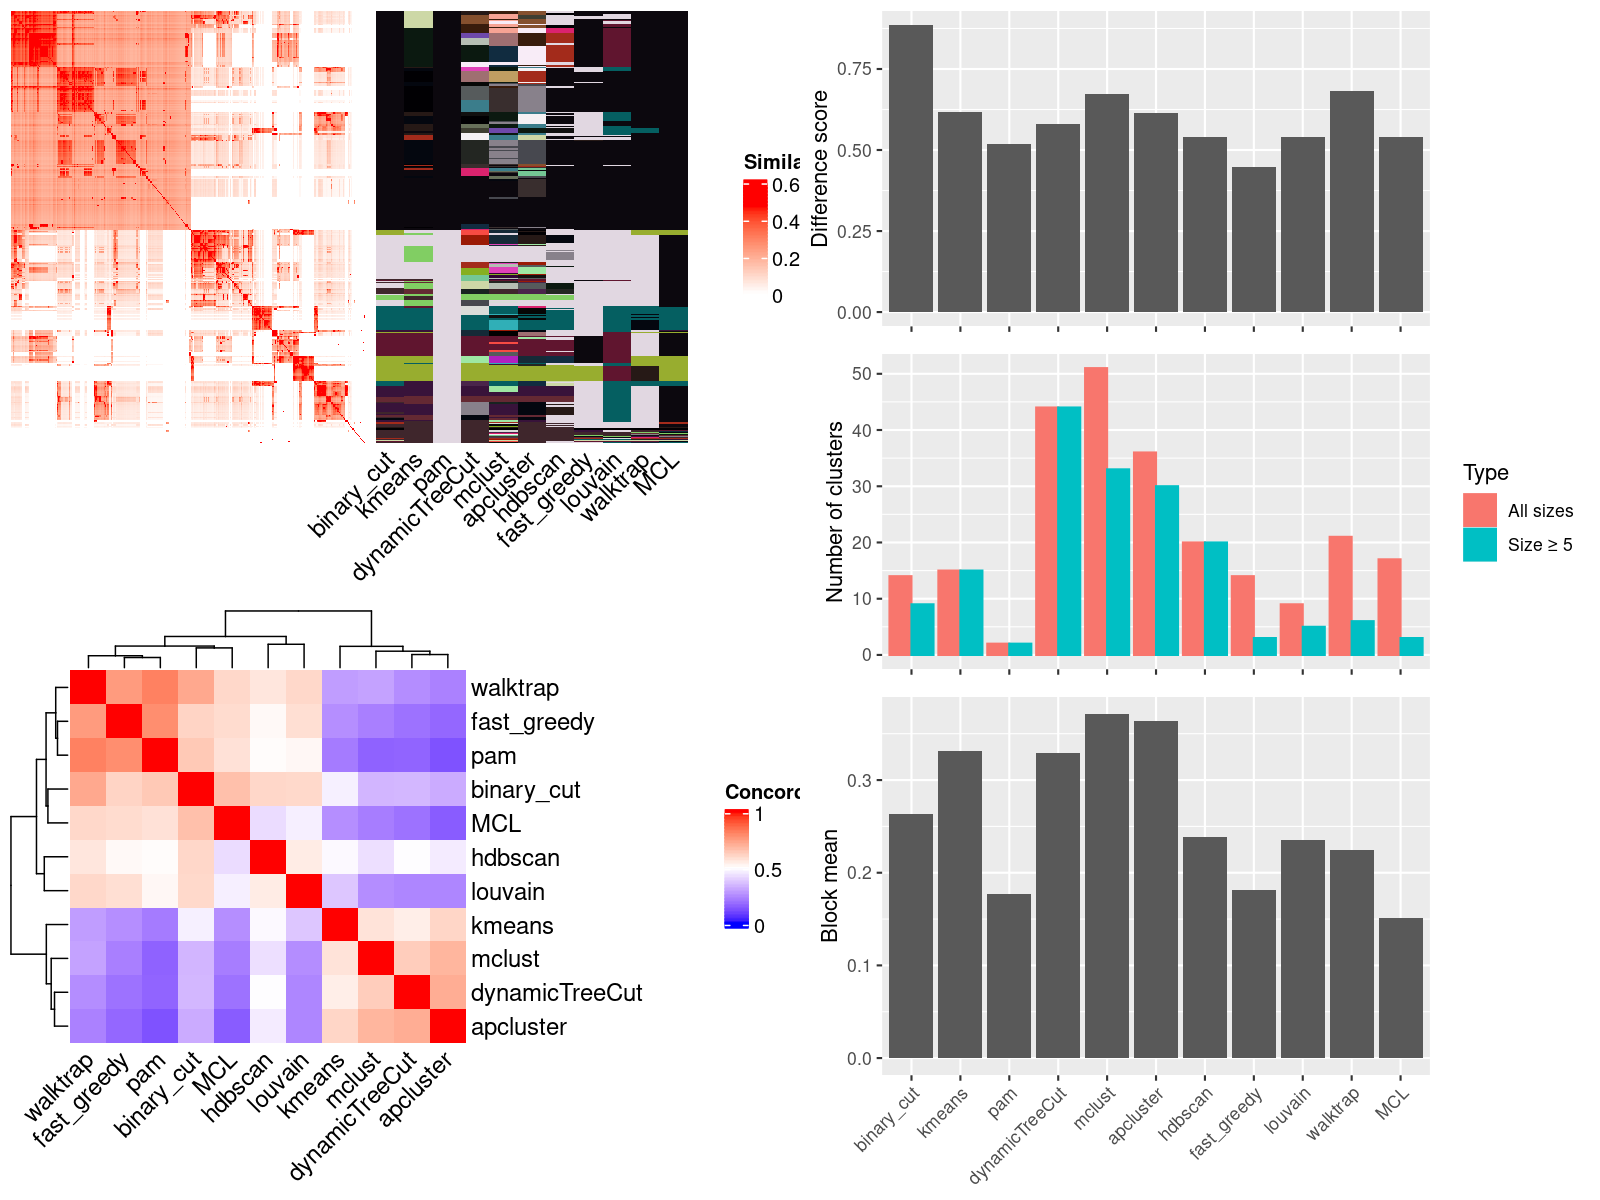 Simila
0.6
0.4
0.2
0
binary_cut
kmeans
pam
dynamicTreeCut
mclust
apcluster
hdbscan
fast_greedy
louvain
walktrap
MCL
Difference score
0.75
0.50
0.25
0.00
Number of clusters
50
40
30
20
10
0
Type
All sizes
Size ≥ 5
walktrap
fast_greedy
pam
binary_cut
MCL
hdbscan
louvain
kmeans
mclust
dynamicTreeCut
apcluster
walktrap
fast_greedy
pam
binary_cut
MCL
hdbscan
louvain
kmeans
mclust
dynamicTreeCut
apcluster
Concord
1
0.5
0
Block mean
0.3
0.2
0.1
0.0
binary_cut
kmeans
pam
dynamicTreeCut
mclust
apcluster
hdbscan
fast_greedy
louvain
walktrap
MCL